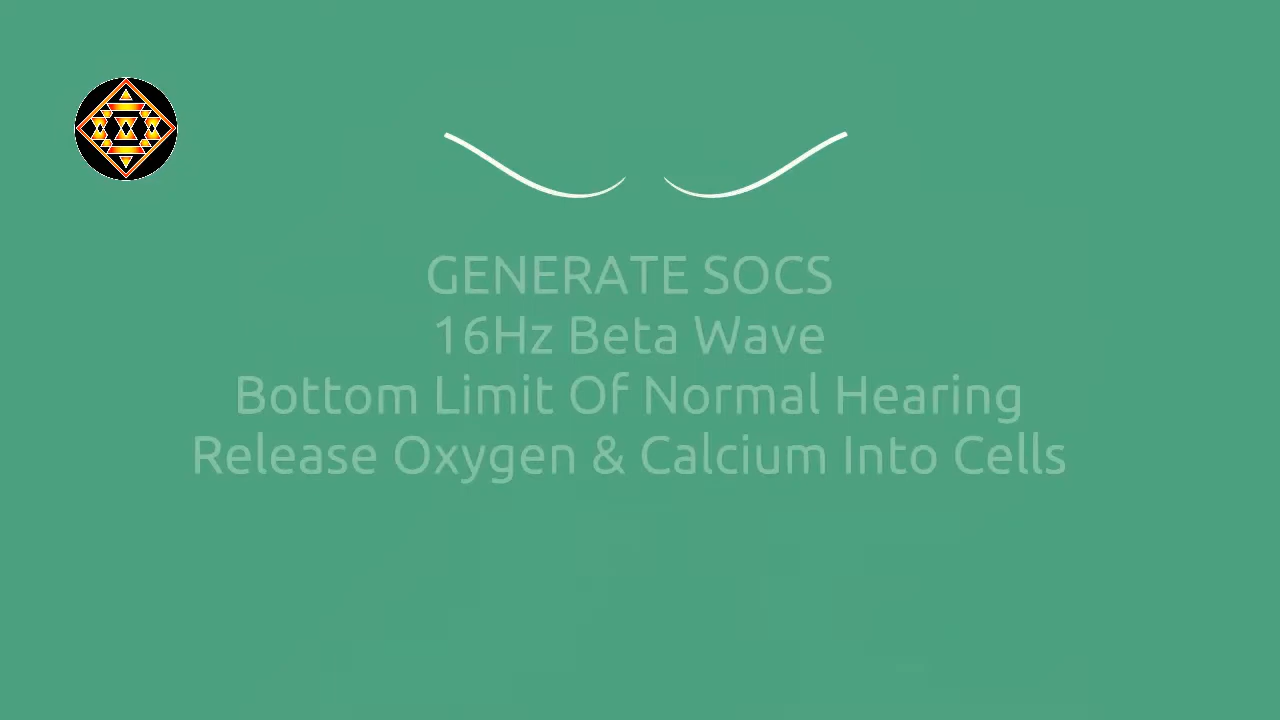 GENERATE SOCS
16Hz Beta Wave
Bottom Limit Of Normal Hearing
Release Oxygen & Calcium Into Cells